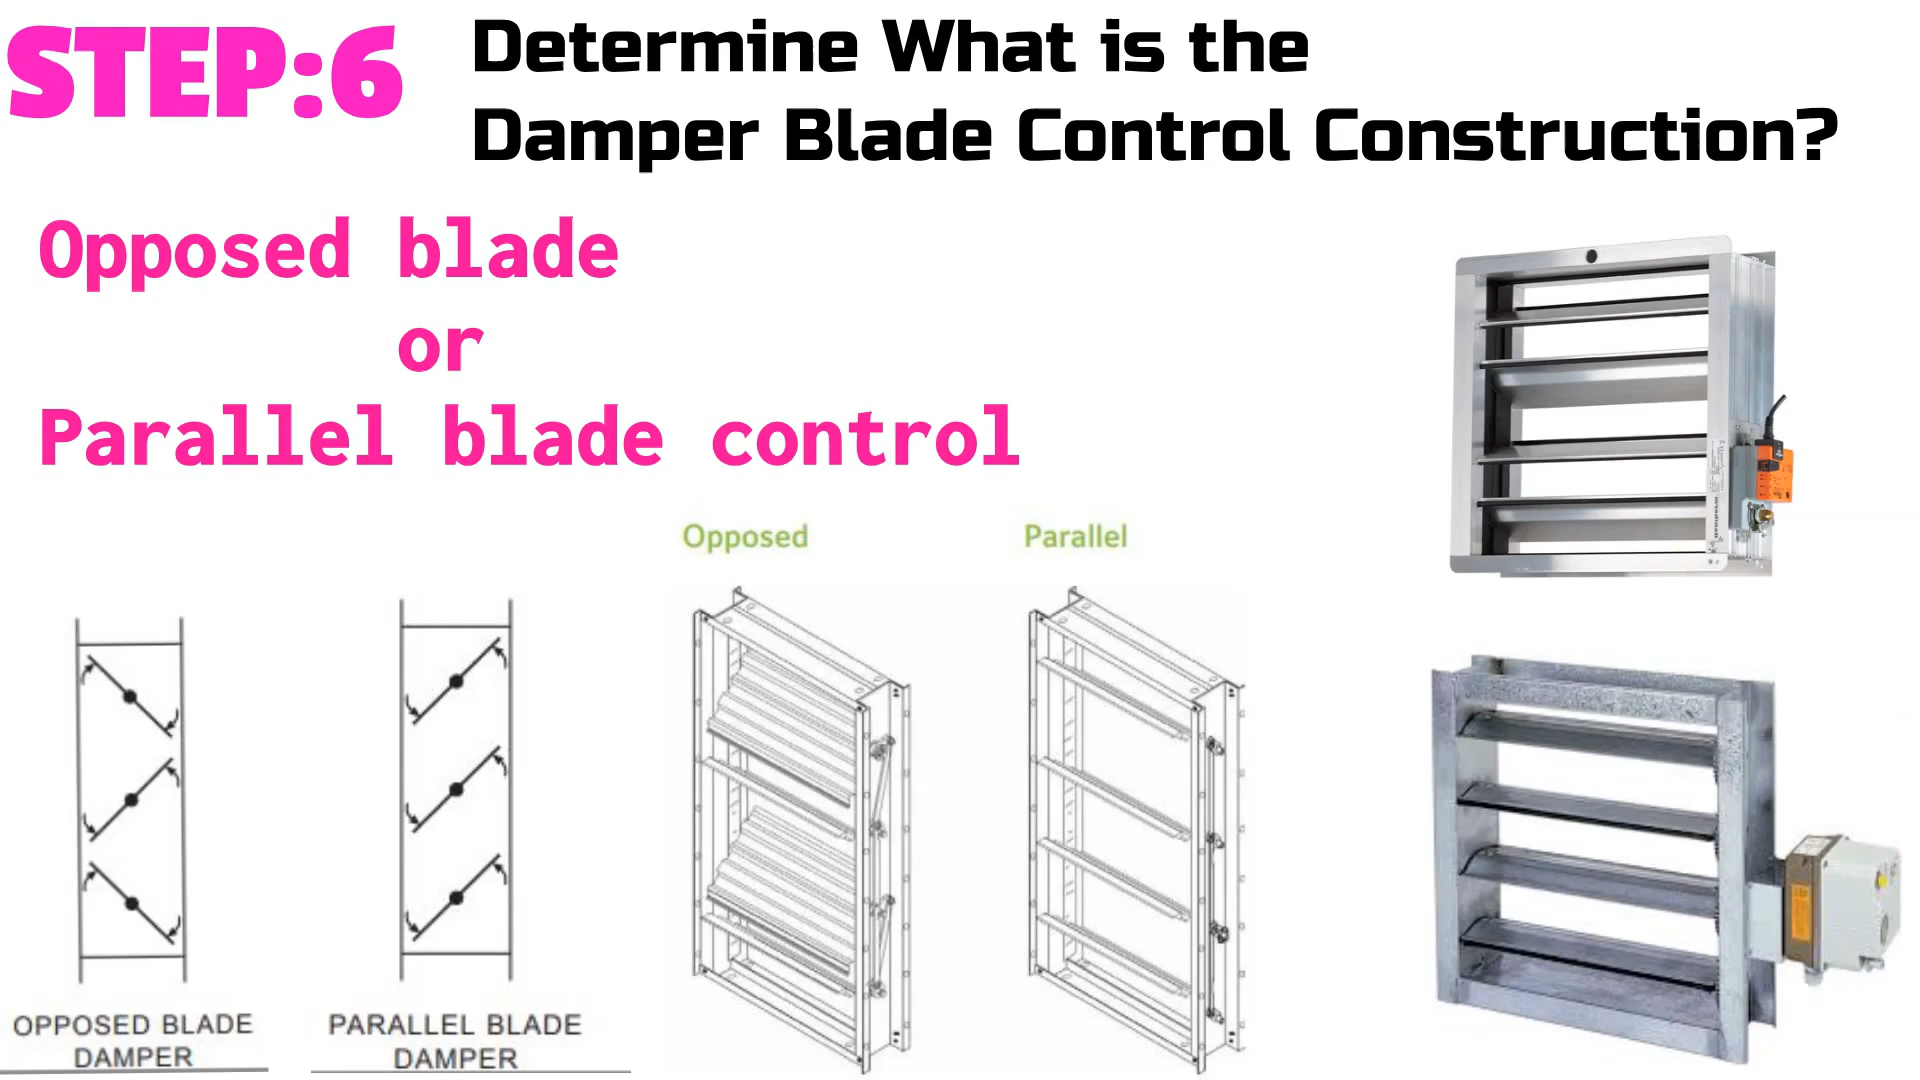 STEP:6
Determine What is the
Damper Blade Control Construction?
Opposed blade
or
Parallel blade control
Opposed
Parallel
OPPOSED BLADE
DAMPER
PARALLEL BLADE
DAMPER